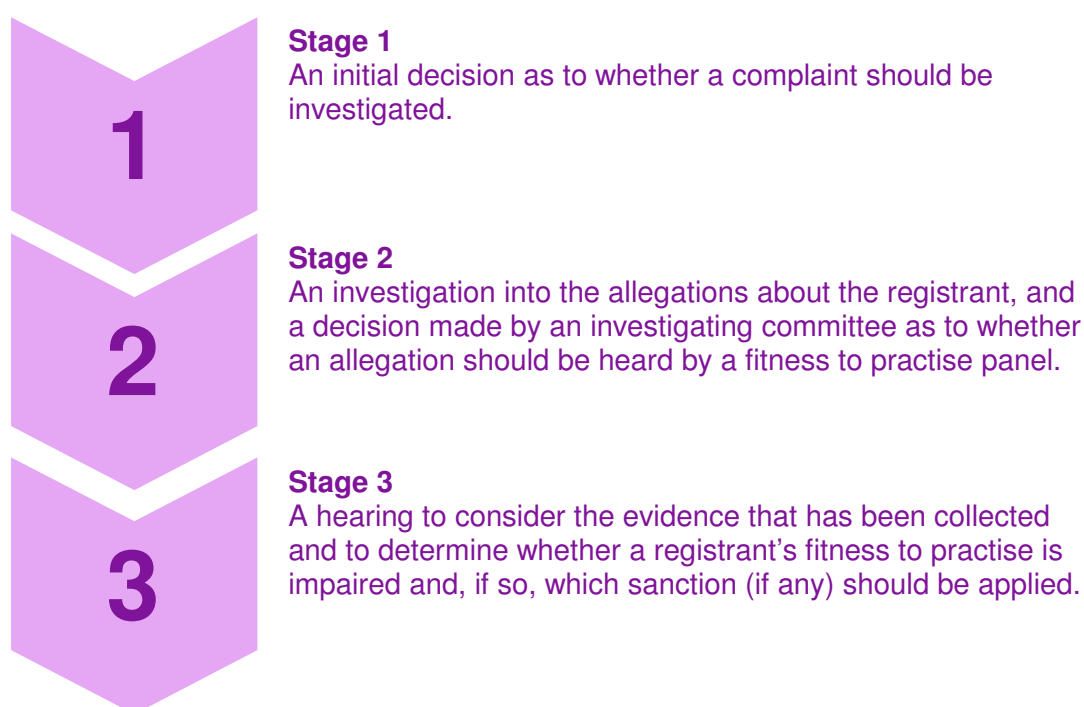 1
Stage 1
An initial decision as to whether a complaint should be
investigated.
2
Stage 2
An investigation into the allegations about the registrant, and
a decision made by an investigating committee as to whether
an allegation should be heard by a fitness to practise panel.
3
Stage 3
A hearing to consider the evidence that has been collected
and to determine whether a registrant’s fitness to practise is
impaired and, if so, which sanction (if any) should be applied.